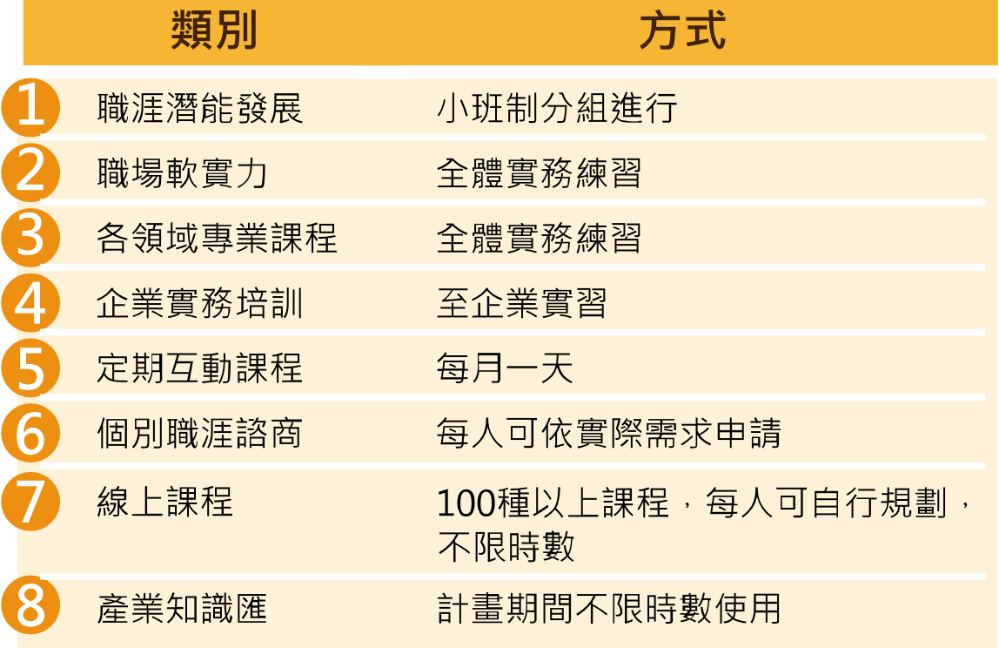 類別 方式
1 職涯潛能發展 小班制分組進行
2 職場軟實力 全體實務練習
3 各領域專業課程 全體實務練習
4 企業實務培訓 至企業實習
5 定期互動課程 每月一天
6 個別職涯諮商 每人可依實際需求申請
7 線上課程 100種以上課程，每人可自行規劃，
不限時數
8 產業知識匯 計畫期間不限時數使用